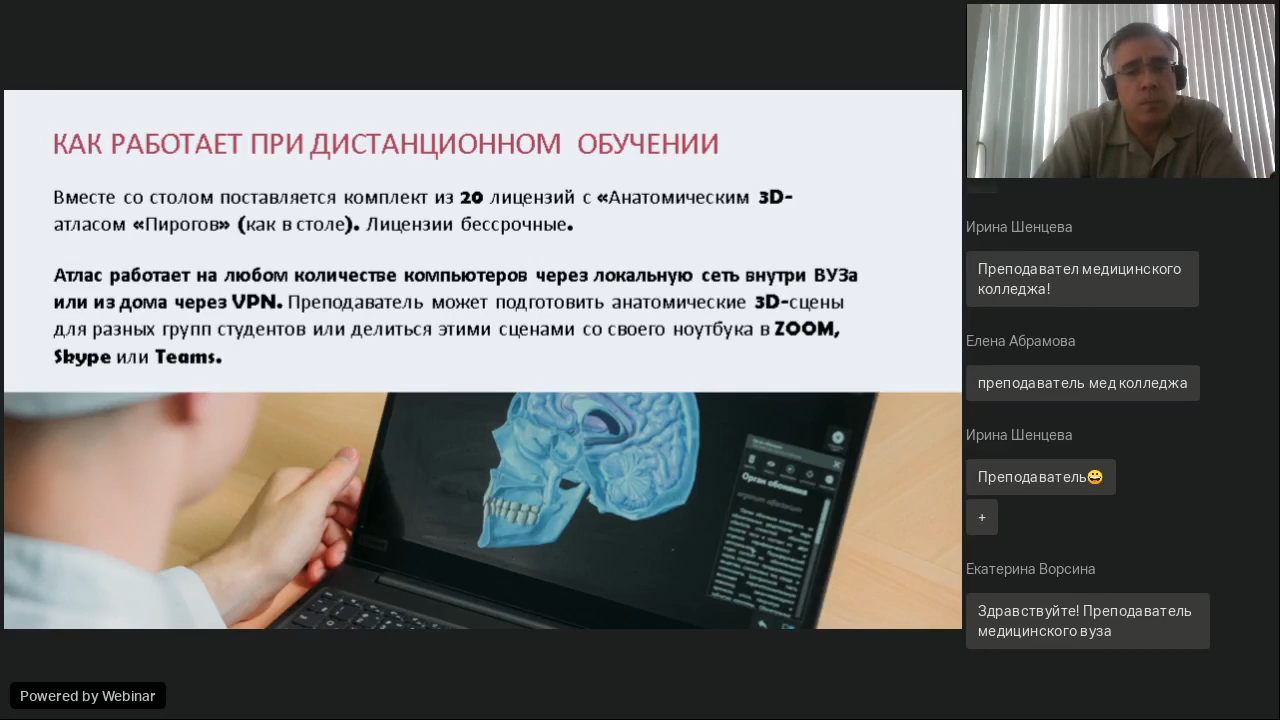 КАК РАБОТАЕТ ПРИ ДИСТАНЦИОННОМ ОБУЧЕНИИ
Вместе со столом поставляется комплект из 20 лицензий с «Анатомическим 3D-
атласом «Пирогов» (как в столе). Лицензии бессрочные.
Атлас работает на любом количестве компьютеров через локальную сеть внутри ВУЗа
или из дома через VPN. Преподаватель может подготовить анатомические 3D-сцены
для разных групп студентов или делиться этими сценами со своего ноутбука в ZOOM,
Skype или Teams.
Орган обоняния
Ирина Шенцева
Преподавател медицинского
колледжа!
Елена Абрамова
преподаватель мед колледжа
Ирина Шенцева
Преподаватель😀
+
Екатерина Ворсина
Здравствуйте! Преподаватель
медицинского вуза
Powered by Webinar